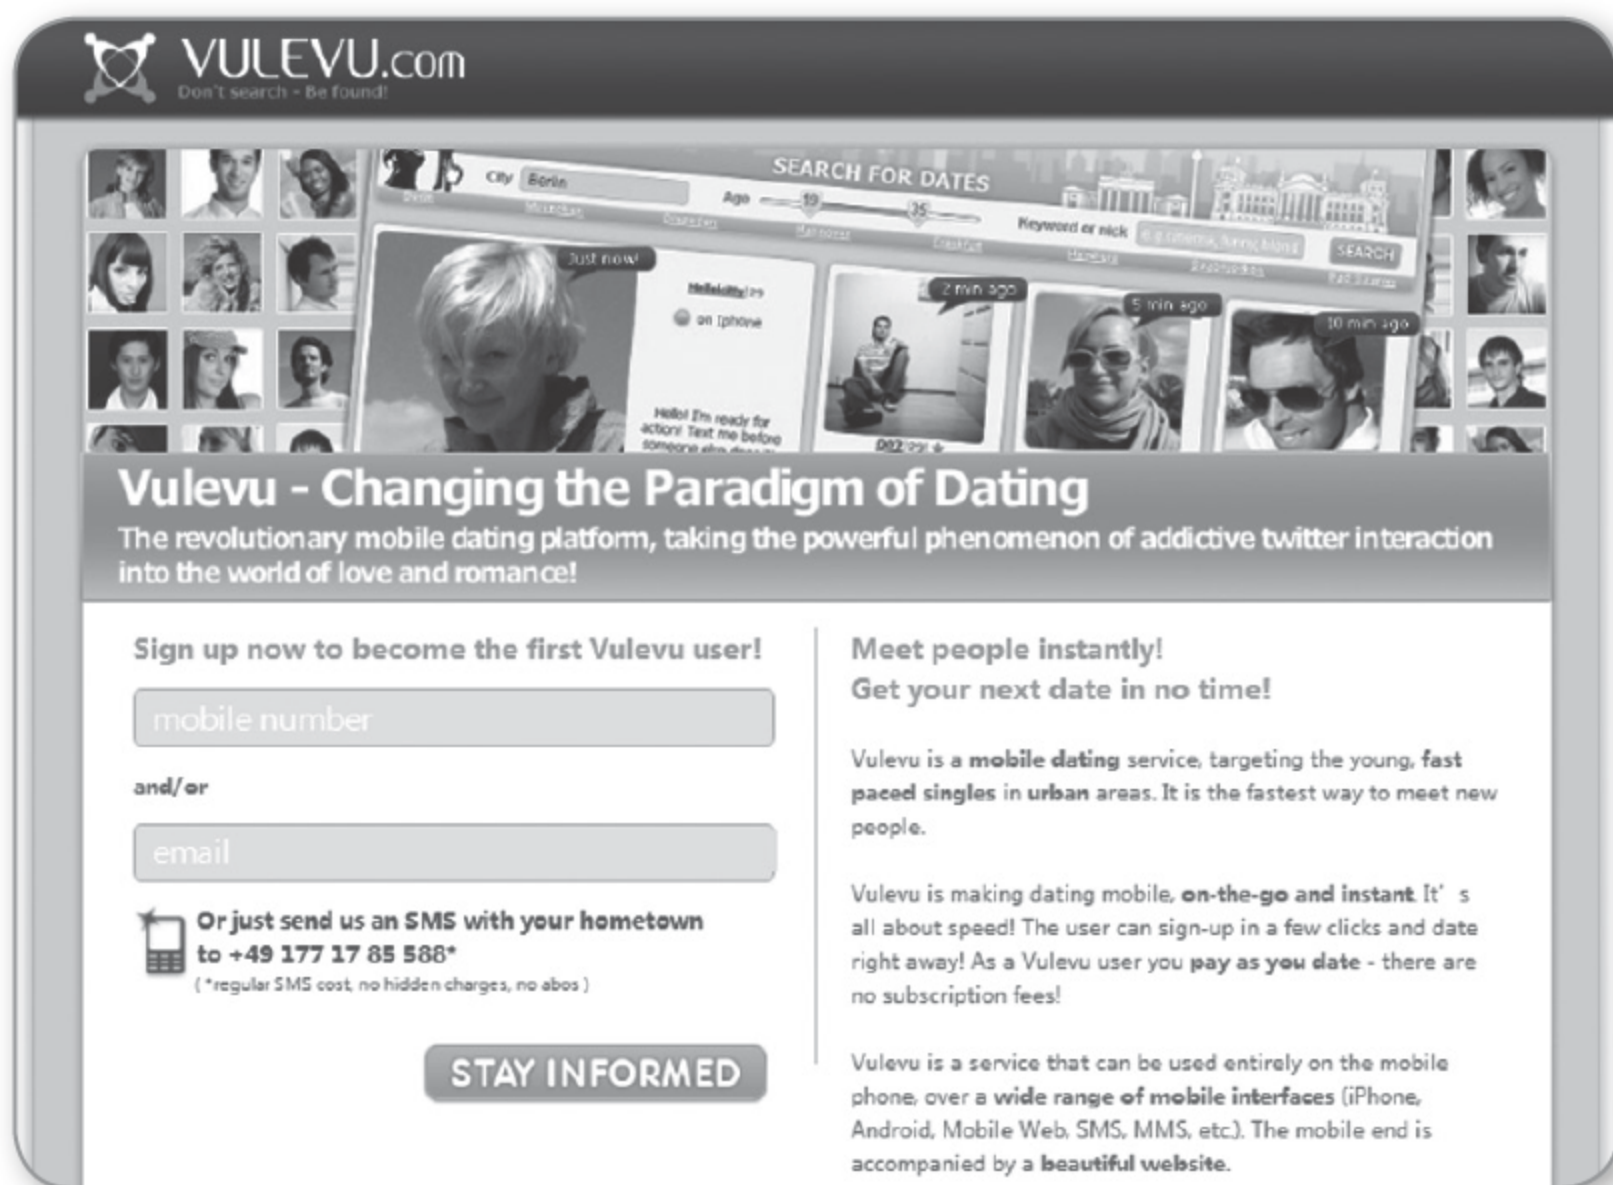 VULEVU.com
Don't search - Be found!
SEARCH FOR DATES
City Berlin
Age 19 35
Keyword or nick
SEARCH
Frankfurt
Just now!
Hellokitty/29
on Iphone
Hello! I'm ready for
action! Text me before
2 min ago
5 min ago
10 min ago
Vulevu - Changing the Paradigm of Dating
The revolutionary mobile dating platform, taking the powerful phenomenon of addictive twitter interaction
into the world of love and romance!
Sign up now to become the first Vulevu user!
mobile number
and/or
email
Or just send us an SMS with your hometown
to +49 177 17 85 588*
( *regular SMS cost, no hidden charges, no abos )
STAY INFORMED
Meet people instantly!
Get your next date in no time!
Vulevu is a mobile dating service, targeting the young, fast
paced singles in urban areas. It is the fastest way to meet new
people.
Vulevu is making dating mobile, on-the-go and instant. It' s
all about speed! The user can sign-up in a few clicks and date
right away! As a Vulevu user you pay as you date - there are
no subscription fees!
Vulevu is a service that can be used entirely on the mobile
phone, over a wide range of mobile interfaces (iPhone,
Android, Mobile Web, SMS, MMS, etc.). The mobile end is
accompanied by a beautiful website.